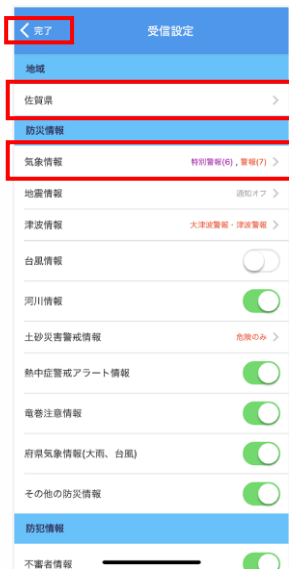 完了 受信設定
地域
佐賀県
防災情報
気象情報 特別警報(6) , 警報(7)
地震情報 通知オフ
津波情報 大津波警報・津波警報
台風情報
河川情報
土砂災害警戒情報 危険のみ
熱中症警戒アラート情報
竜巻注意情報
府県気象情報(大雨、台風)
その他の防災情報
防犯情報
不審者情報